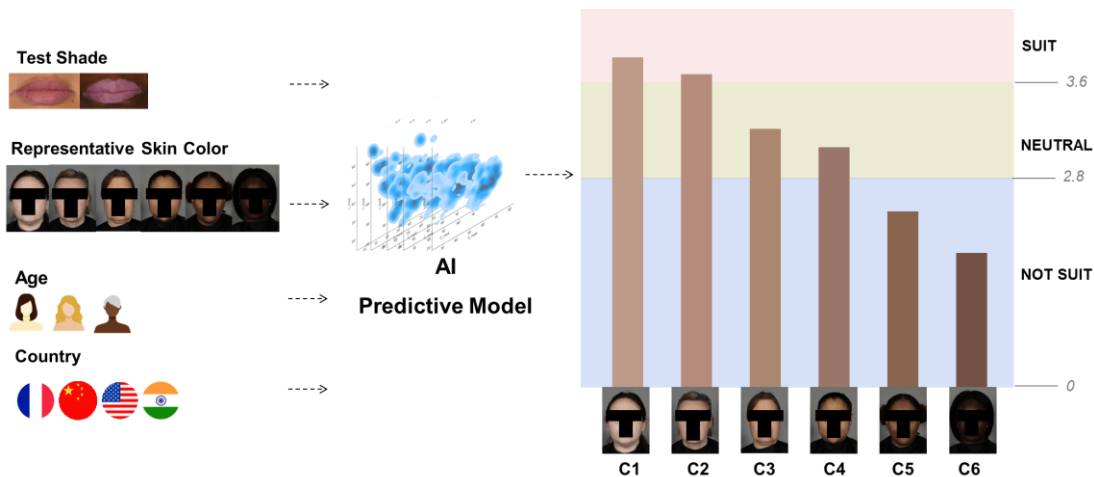 Test Shade
Representative Skin Color
Age
Country
AI
Predictive Model
SUIT
3.6
NEUTRAL
2.8
NOT SUIT
0
C1 C2 C3 C4 C5 C6